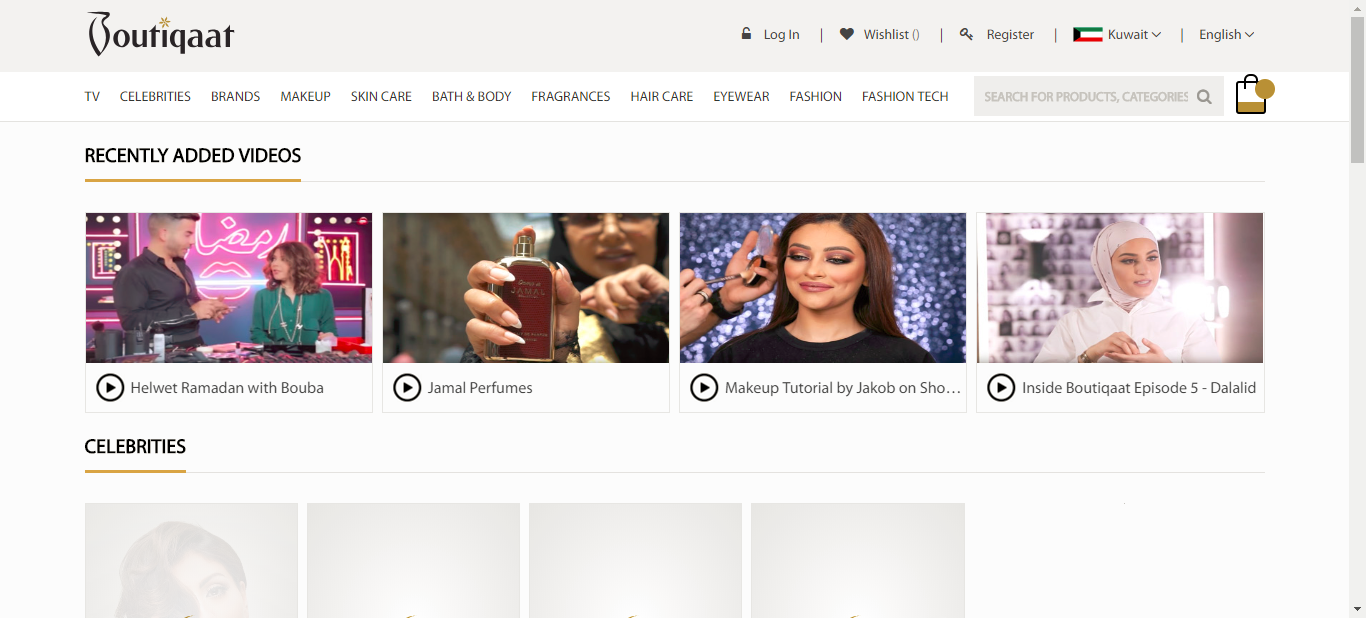 Boutiqaat
Log In | Wishlist () | Register | Kuwait | English
TV CELEBRITIES BRANDS MAKEUP SKIN CARE BATH & BODY FRAGRANCES HAIR CARE EYEWEAR FASHION FASHION TECH SEARCH FOR PRODUCTS, CATEGORIES
RECENTLY ADDED VIDEOS
رمضان
JAMAL
Helwet Ramadan with Bouba
Jamal Perfumes
Makeup Tutorial by Jakob on Sho…
Inside Boutiqaat Episode 5 - Dalalid
CELEBRITIES